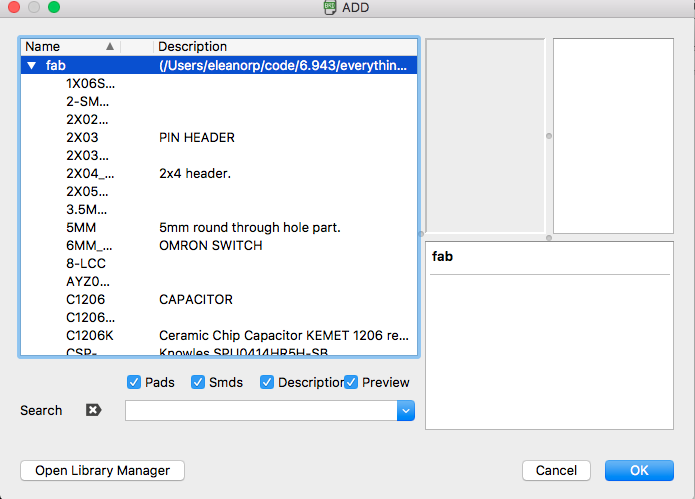 BRD ADD
Name Description
fab (/Users/eleanorp/code/6.943/everythin...
1X06S...
2-SM...
2X02...
2X03 PIN HEADER
2X03...
2X04_... 2x4 header.
2X05...
3.5M...
5MM 5mm round through hole part.
6MM_... OMRON SWITCH
8-LCC
AYZ0...
C1206 CAPACITOR
C1206...
C1206K Ceramic Chip Capacitor KEMET 1206 re...
CSP- Knowles SPU0414HR5H-SB
fab
Pads Smds Description Preview
Search
Open Library Manager Cancel OK